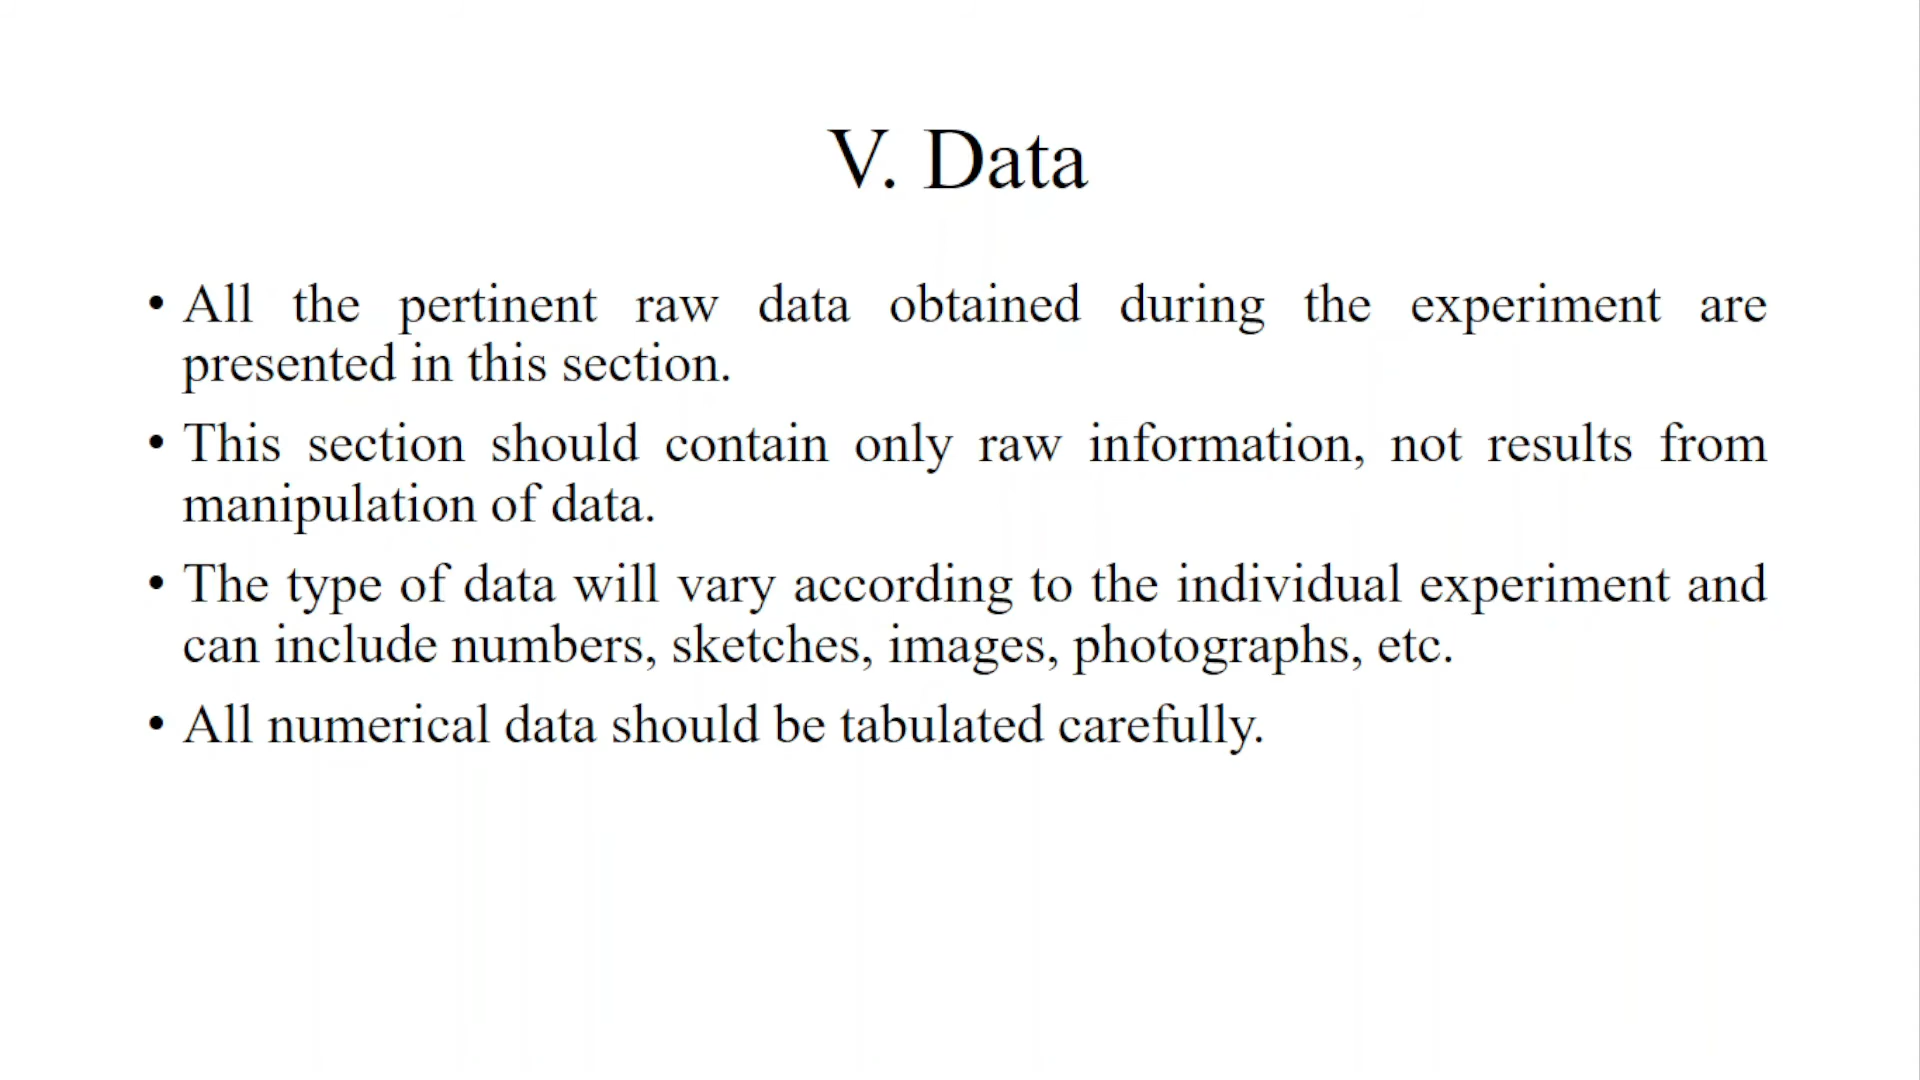 V. Data
• All the pertinent raw data obtained during the experiment are
presented in this section.
• This section should contain only raw information, not results from
manipulation of data.
• The type of data will vary according to the individual experiment and
can include numbers, sketches, images, photographs, etc.
• All numerical data should be tabulated carefully.